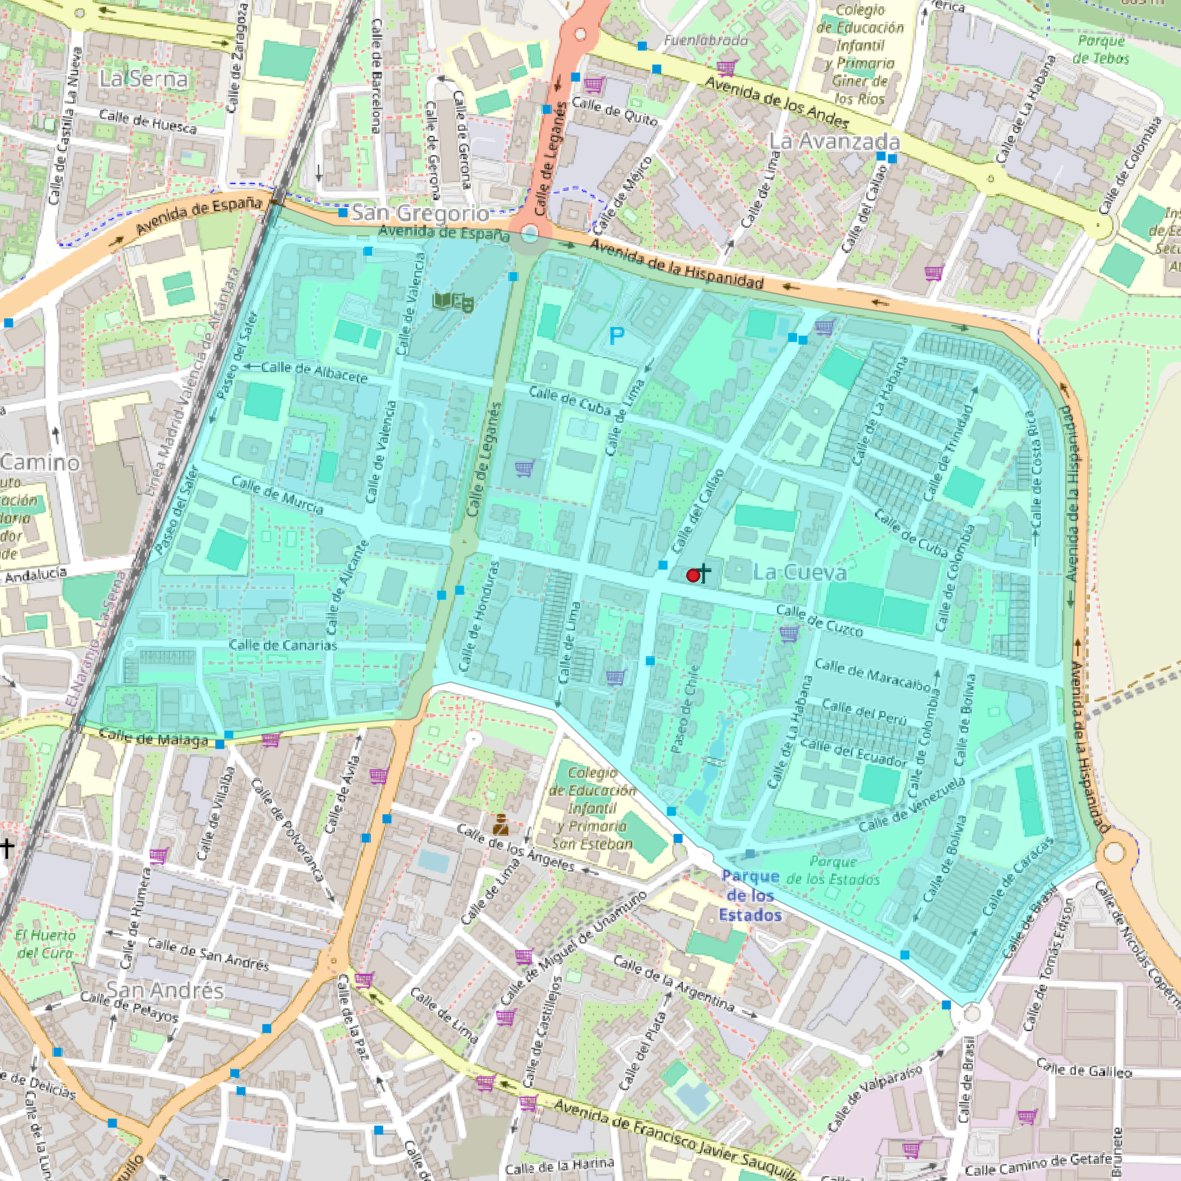 Calle de Zaragoza
Calle de Barcelona
Fuenlabrada
Colegio
de Educación
Infantil
y Primaria
Giner de
los Ríos
Parque
de Tebas
La Serna
Calle de Castilla La Nueva
Calle de Huesca
Calle de Gerona
Calle de Gerona
Calle de Leganés
Calle de Quito
Avenida de los Andes
La Avanzada
Calle de La Habana
Calle de Colombia
Calle de Méjico
Calle de Lima
Calle del Callao
Avenida de España
San Gregorio
Avenida de España
Avenida de la Hispanidad
Línea Madrid-Valencia de Alcántara
Paseo del Safer
Calle de Valencia
P
Calle de Albacete
Calle de Cuba
Calle de Lima
Calle de La Habana
Calle de Trinidad
Calle de Costa Rica
Avenida de la Hispanidad
Camino
Calle de Valencia
Calle de Leganés
Calle de Murcia
Paseo del Safer
Calle del Callao
Calle de Cuba
Calle de Colombia
Andalucía
Calle de Alicante
Calle de Honduras
La Cueva
Calle de Lima
Calle de Cuzco
Calle de Canarias
El Naranjo - La Serna
Calle de Maracaibo
Paseo de Chile
Calle de La Habana
Calle del Perú
Calle de Colombia
Calle de Bolivia
Avenida de la Hispanidad
Calle de Málaga
Calle del Ecuador
Calle de Venezuela
Calle de Villalba
Calle de Polvoranca
Calle de Ávila
Colegio
de Educación
Infantil
y Primaria
San Esteban
Calle de los Ángeles
Calle de Lima
Parque
de los Estados
Parque
de los
Estados
Calle de Bolivia
Calle de Caracas
Calle de Brasil
Calle de Humera
El Huerto
del Cura
Calle de San Andrés
San Andrés
Calle de Pelayos
Calle de Miguel de Unamuno
Calle de la Argentina
Calle de Tomás Edison
Calle de Nicolás Copérn
Calle de la Paz
Calle de Lima
Calle de Castillejos
Calle del Plata
Calle de Valparaíso
Calle de Brasil
Calle de Galileo
e de Delicias
Avenida de Francisco Javier Sauquill
Calle de la Harina
Calle Camino de Getafe
Brunete